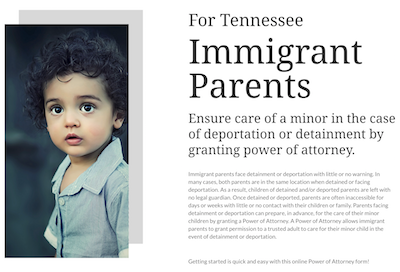 For Tennessee
Immigrant
Parents
Ensure care of a minor in the case
of deportation or detainment by
granting power of attorney.
Immigrant parents face detainment or deportation with little or no warning. In
many cases, both parents are in the same location when detained or facing
deportation. As a result, children of detained and/or deported parents are left with
no legal guardian. Once detained or deported, parents are often inaccessible for
days or weeks with little or no contact with their children or family. Parents facing
detainment or deportation can prepare, in advance, for the care of their minor
children by granting a Power of Attorney. A Power of Attorney allows immigrant
parents to grant permission to a trusted adult to care for their minor child in the
event of detainment or deportation.
Getting started is quick and easy with this online Power of Attorney form!